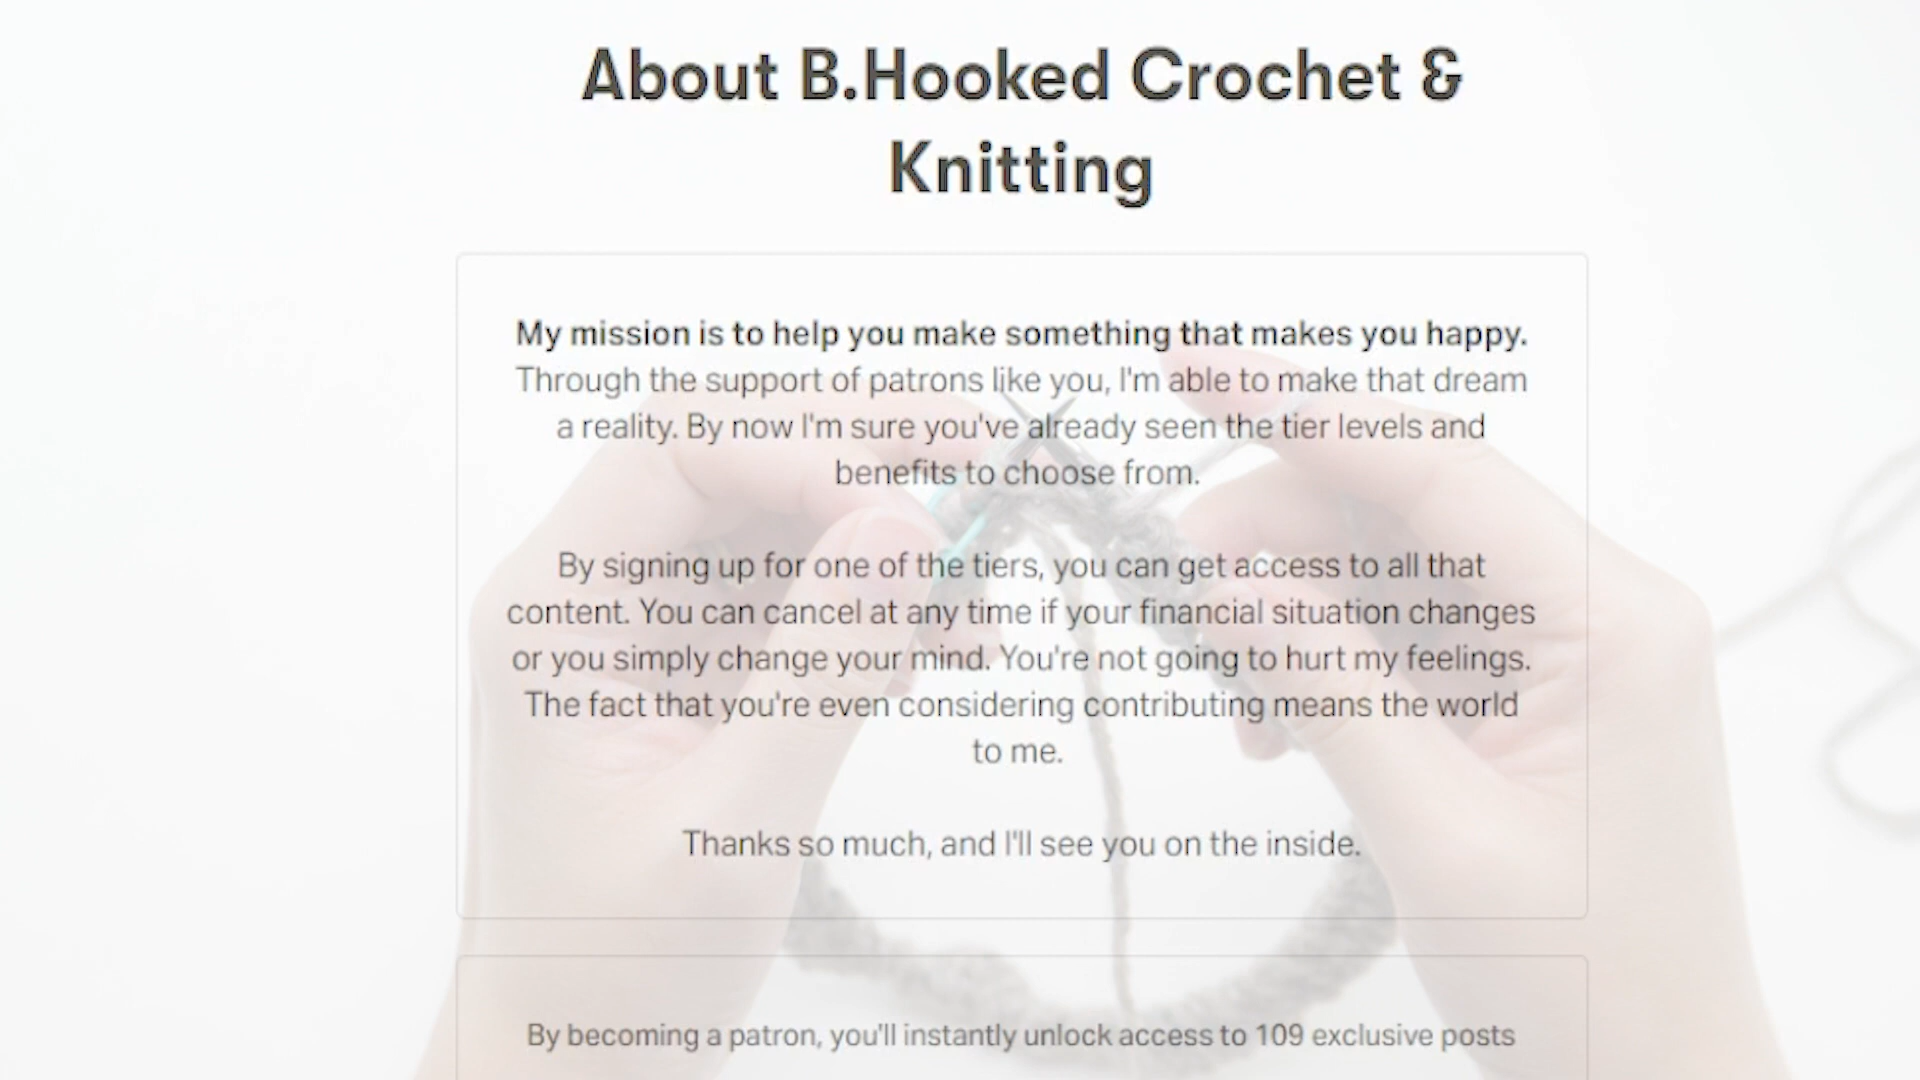 About B.Hooked Crochet &
Knitting
My mission is to help you make something that makes you happy.
Through the support of patrons like you, I'm able to make that dream
a reality. By now I'm sure you've already seen the tier levels and
benefits to choose from.
By signing up for one of the tiers, you can get access to all that
content. You can cancel at any time if your financial situation changes
or you simply change your mind. You're not going to hurt my feelings.
The fact that you're even considering contributing means the world
to me.
Thanks so much, and I'll see you on the inside.
By becoming a patron, you'll instantly unlock access to 109 exclusive posts